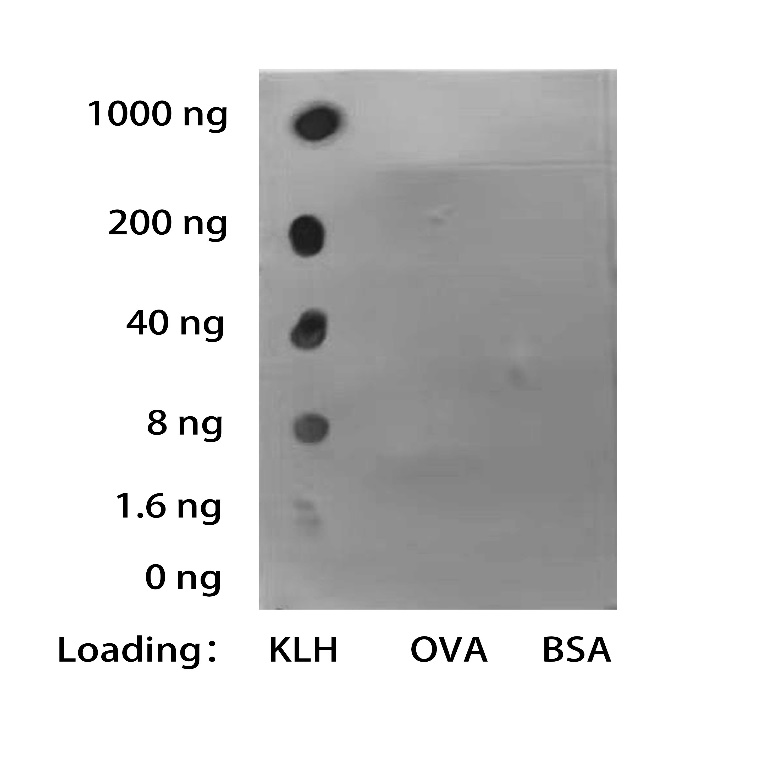 1000 ng
200 ng
40 ng
8 ng
1.6 ng
0 ng
Loading: KLH OVA BSA